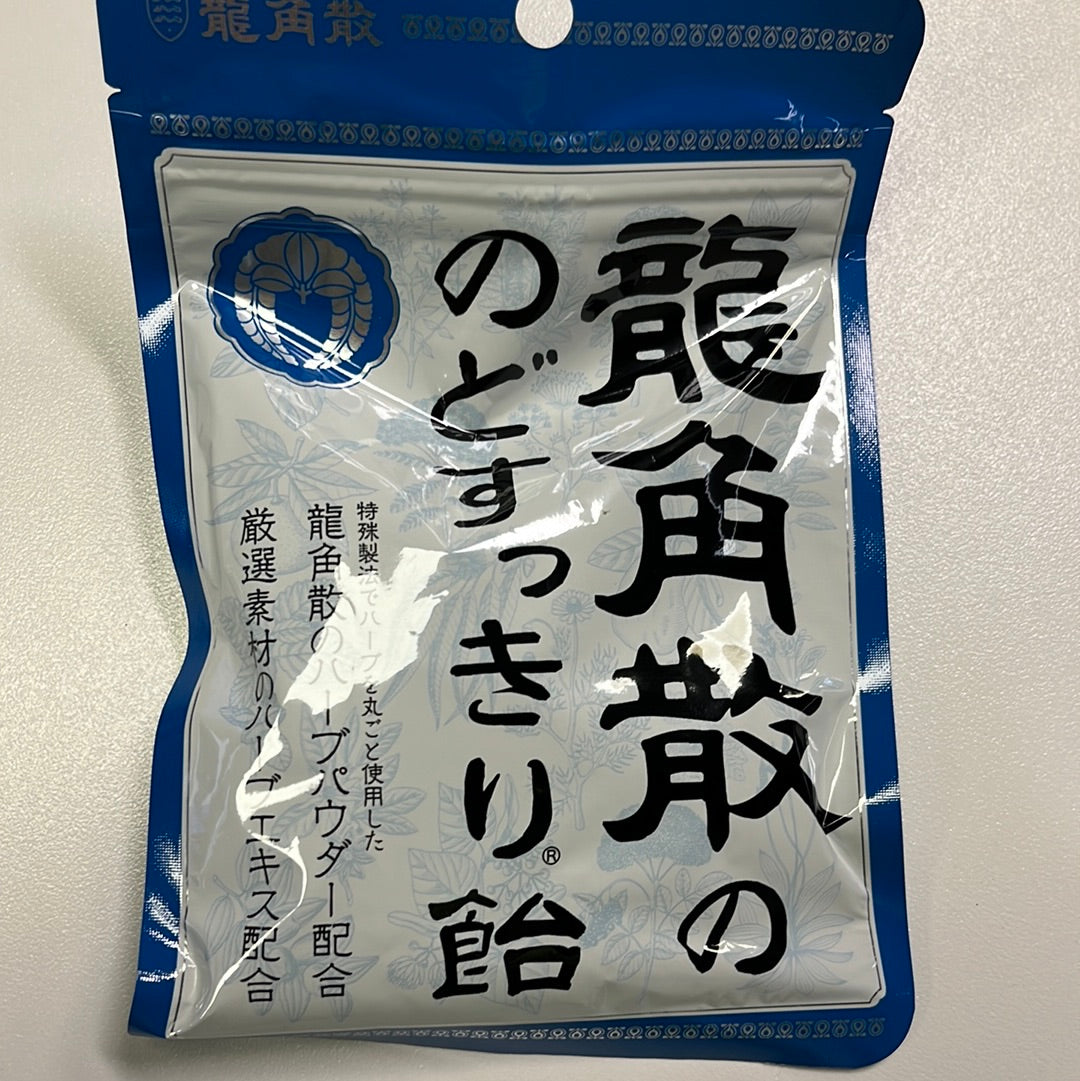 龍角散
龍角散の
のどすっきり®飴
特殊製法でハーブを丸ごと使用した
龍角散のハーブパウダー配合
厳選素材のハーブエキス配合